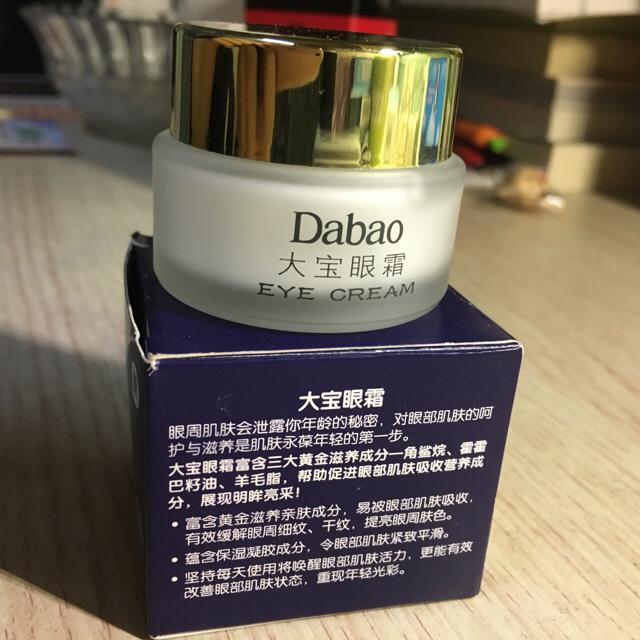 Dabao
大宝眼霜
EYE CREAM
大宝眼霜
眼周肌肤会泄露你年龄的秘密，对眼部肌肤的呵
护与滋养是肌肤永葆年轻的第一步。
大宝眼霜富含三大黄金滋养成分—角鲨烷、霍霍
巴籽油、羊毛脂，帮助促进眼部肌肤吸收营养成
分，展现明眸亮采！
• 富含黄金滋养亲肤成分，易被眼部肌肤吸收，
有效缓解眼周细纹、干纹，提亮眼周肤色。
• 蕴含保湿凝胶成分，令眼部肌肤紧致平滑。
• 坚持每天使用将唤醒眼部肌肤活力，更能有效
改善眼部肌肤状态，重现年轻光彩。